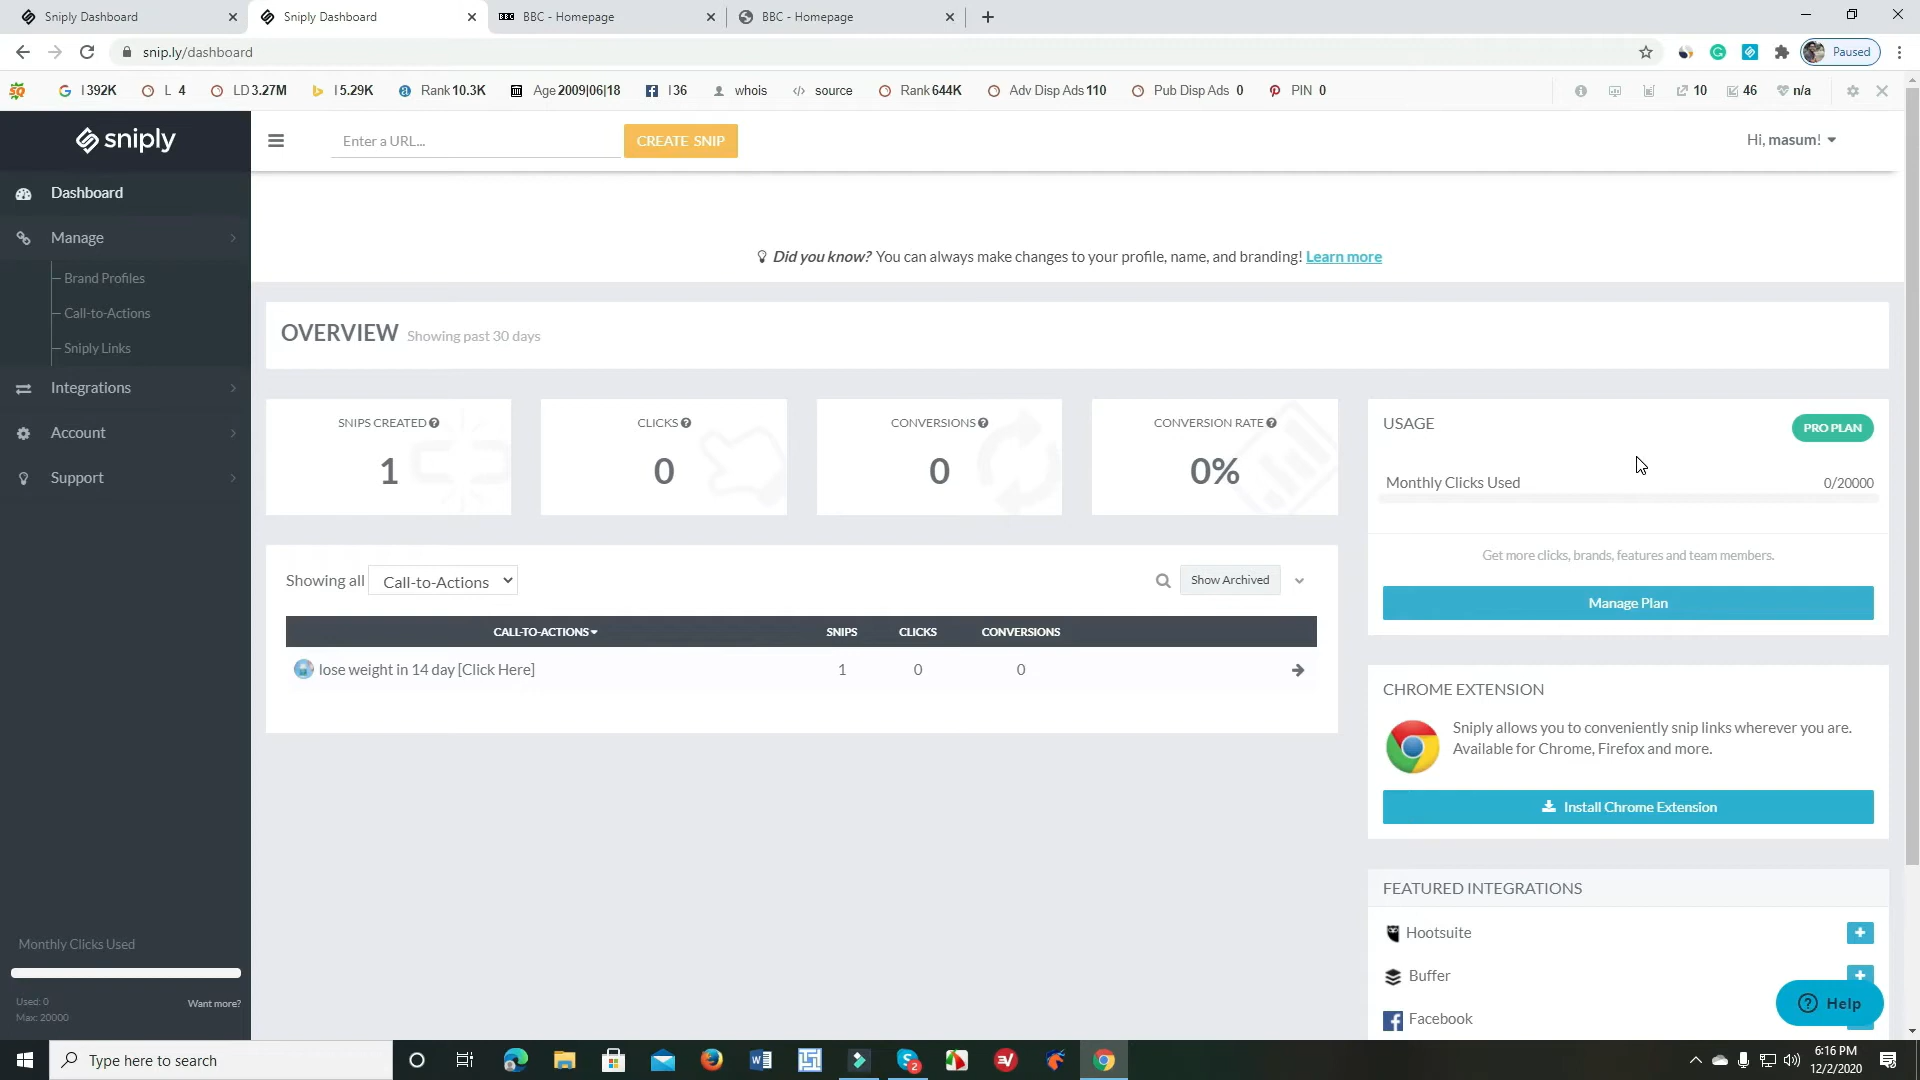 Sniply Dashboard
Sniply Dashboard
BBC - Homepage
BBC - Homepage
snip.ly/dashboard
Paused
I 392K
L 4
LD 3.27M
I 5.29K
Rank 10.3K
Age 2009|06|18
I 36
whois
source
Rank 644K
Adv Disp Ads 110
Pub Disp Ads 0
PIN 0
10
46
n/a
sniply
Enter a URL...
CREATE SNIP
Hi, masum!
Dashboard
Manage
Brand Profiles
Call-to-Actions
Sniply Links
Integrations
Account
Support
Did you know? You can always make changes to your profile, name, and branding! Learn more
OVERVIEW Showing past 30 days
SNIPS CREATED
1
CLICKS
0
CONVERSIONS
0
CONVERSION RATE
0%
Showing all Call-to-Actions
Show Archived
CALL-TO-ACTIONS SNIPS CLICKS CONVERSIONS
lose weight in 14 day [Click Here] 1 0 0
USAGE
PRO PLAN
Monthly Clicks Used 0/20000
Get more clicks, brands, features and team members.
Manage Plan
CHROME EXTENSION
Sniply allows you to conveniently snip links wherever you are.
Available for Chrome, Firefox and more.
Install Chrome Extension
FEATURED INTEGRATIONS
Hootsuite
Buffer
Facebook
Help
Monthly Clicks Used
Used: 0
Max: 20000
Want more?
Type here to search
2
6:16 PM
12/2/2020